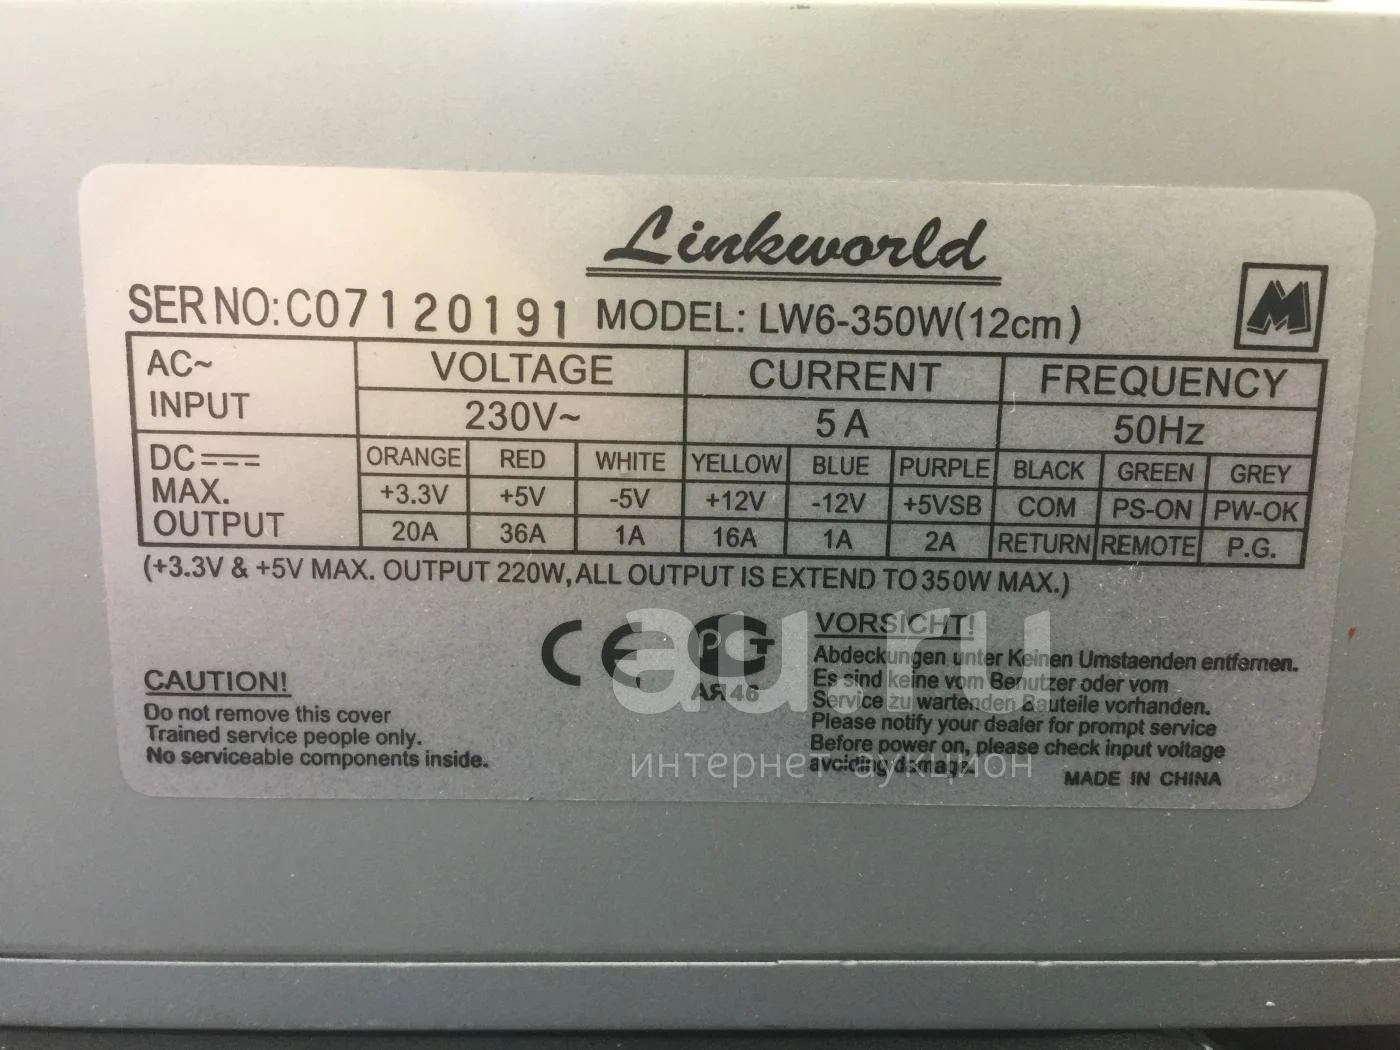 Linkworld
SER NO: C07120191 MODEL: LW6-350W(12cm)
M
AC~ INPUT VOLTAGE CURRENT FREQUENCY
230V~ 5 A 50Hz
DC MAX. OUTPUT ORANGE RED WHITE YELLOW BLUE PURPLE BLACK GREEN GREY
+3.3V +5V -5V +12V -12V +5VSB COM PS-ON PW-OK
20A 36A 1A 16A 1A 2A RETURN REMOTE P.G.
(+3.3V & +5V MAX. OUTPUT 220W,ALL OUTPUT IS EXTEND TO 350W MAX.)
CE РСТ
АЯ46
CAUTION!
Do not remove this cover
Trained service people only.
No serviceable components inside.
VORSICHT!
Abdeckungen unter Keinen Umstaenden entfernen.
Es sind keine vom Benutzer oder vom
Service zu wartenden Bauteile vorhanden.
Please notify your dealer for prompt service
Before power on, please check input voltage
avoiding damage.
MADE IN CHINA
au.ru
интернет-аукцион